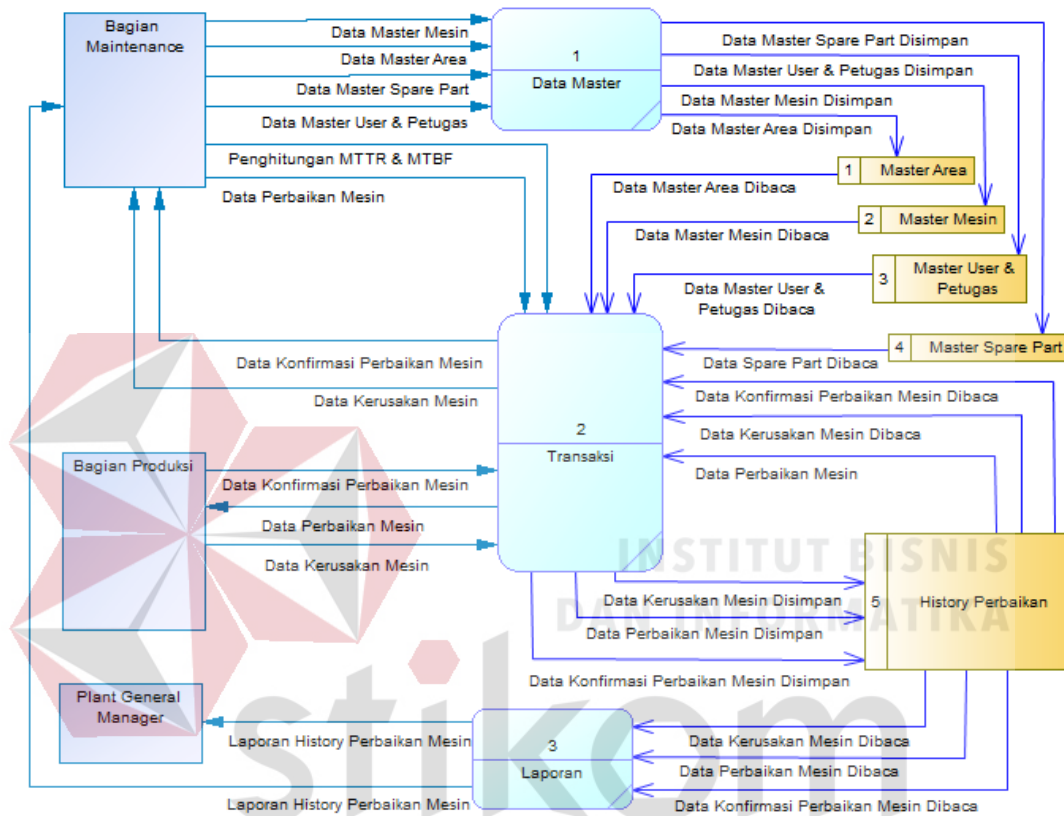 Bagian
Maintenance
Data Master Mesin
Data Master Area
Data Master Spare Part
Data Master User & Petugas
Penghitungan MTTR & MTBF
Data Perbaikan Mesin
1
Data Master
Data Master Spare Part Disimpan
Data Master User & Petugas Disimpan
Data Master Mesin Disimpan
Data Master Area Disimpan
1 Master Area
Data Master Area Dibaca
2 Master Mesin
Data Master Mesin Dibaca
3 Master User &
Petugas
Data Master User &
Petugas Dibaca
4 Master Spare Part
Data Spare Part Dibaca
Data Konfirmasi Perbaikan Mesin Dibaca
Data Kerusakan Mesin Dibaca
Data Perbaikan Mesin
Data Konfirmasi Perbaikan Mesin
Data Kerusakan Mesin
2
Transaksi
Bagian Produksi
Data Konfirmasi Perbaikan Mesin
Data Perbaikan Mesin
Data Kerusakan Mesin
INSTITUT BISNIS
DAN INFORMATIKA
5 History Perbaikan
Data Kerusakan Mesin Disimpan
Data Perbaikan Mesin Disimpan
Data Konfirmasi Perbaikan Mesin Disimpan
Plant General
Manager
Laporan History Perbaikan Mesin
Laporan History Perbaikan Mesin
3
Laporan
Data Kerusakan Mesin Dibaca
Data Perbaikan Mesin Dibaca
Data Konfirmasi Perbaikan Mesin Dibaca
stikom